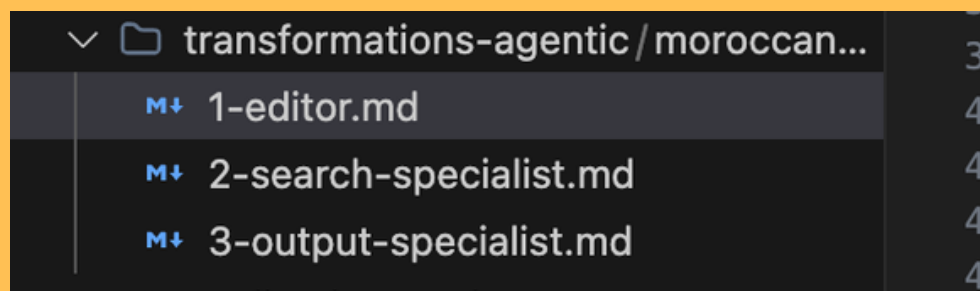 transformations-agentic/moroccan...
M↓ 1-editor.md
M↓ 2-search-specialist.md
M↓ 3-output-specialist.md